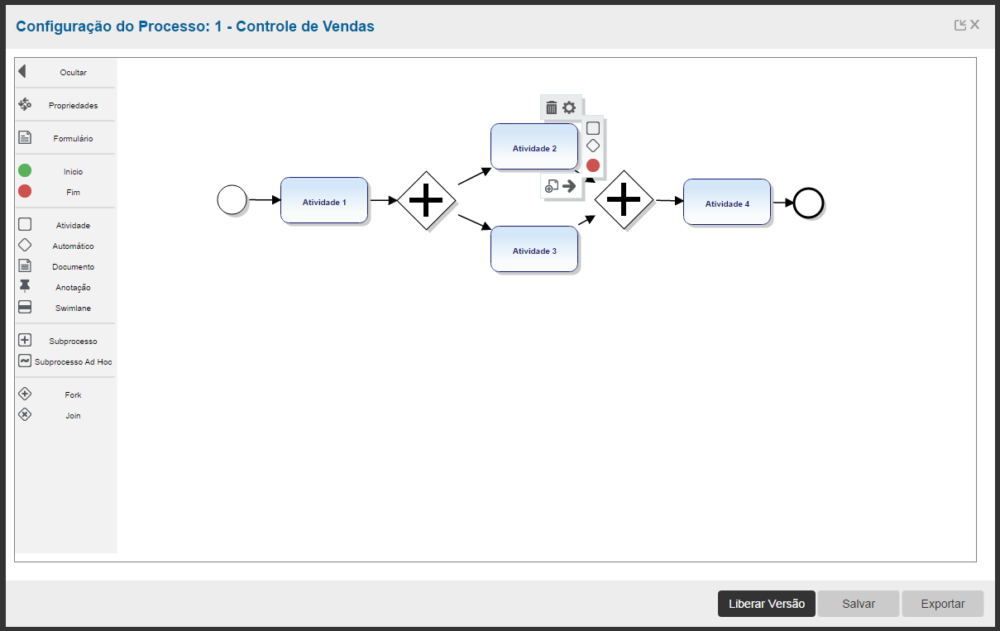 Configuração do Processo: 1 - Controle de Vendas
Ocultar
Propriedades
Formulário
Inicio
Fim
Atividade
Automático
Documento
Anotação
Swimlane
Subprocesso
Subprocesso Ad Hoc
Fork
Join
Atividade 1
Atividade 2
Atividade 3
Atividade 4
Liberar Versão
Salvar
Exportar